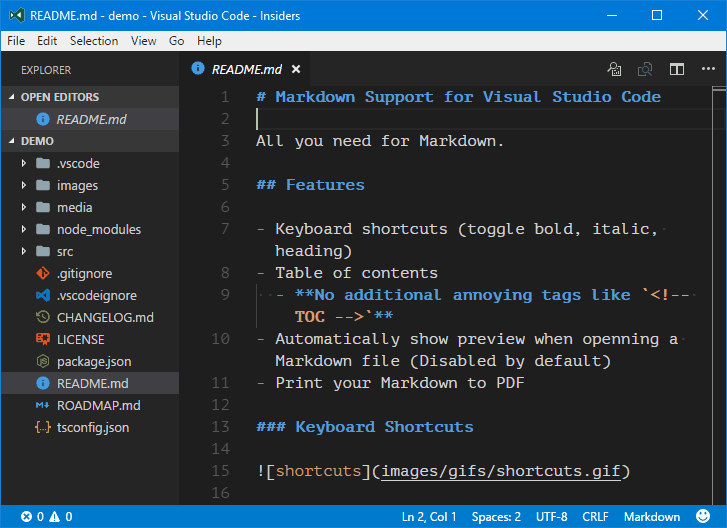 README.md - demo - Visual Studio Code - Insiders
File Edit Selection View Go Help
EXPLORER
OPEN EDITORS
README.md
DEMO
.vscode
images
media
node_modules
src
.gitignore
.vscodeignore
CHANGELOG.md
LICENSE
package.json
README.md
ROADMAP.md
tsconfig.json
README.md
1 # Markdown Support for Visual Studio Code
2
3 All you need for Markdown.
4
5 ## Features
6
7 - Keyboard shortcuts (toggle bold, italic,
heading)
8 - Table of contents
9 - **No additional annoying tags like `<!--
TOC -->`**
10 - Automatically show preview when openning a
Markdown file (Disabled by default)
11 - Print your Markdown to PDF
12
13 ### Keyboard Shortcuts
14
15 ![shortcuts](images/gifs/shortcuts.gif)
16
0 0 Ln 2, Col 1 Spaces: 2 UTF-8 CRLF Markdown